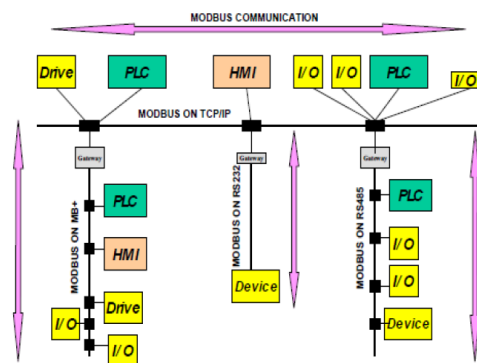 MODBUS COMMUNICATION
Drive
PLC
HMI
I/O
I/O
PLC
I/O
MODBUS ON TCP/IP
Gateway
Gateway
Gateway
MODBUS ON MB+
MODBUS ON RS232
MODBUS ON RS485
PLC
HMI
Drive
I/O
I/O
Device
PLC
I/O
I/O
Device